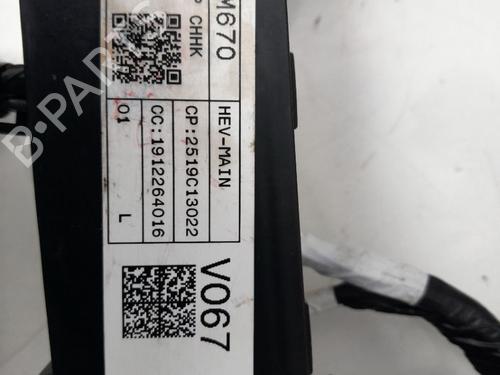 M670
P CHHK
HEV-MAIN
CP:2519C13022
CC:1912264016
01 L
V067
B-PARTS